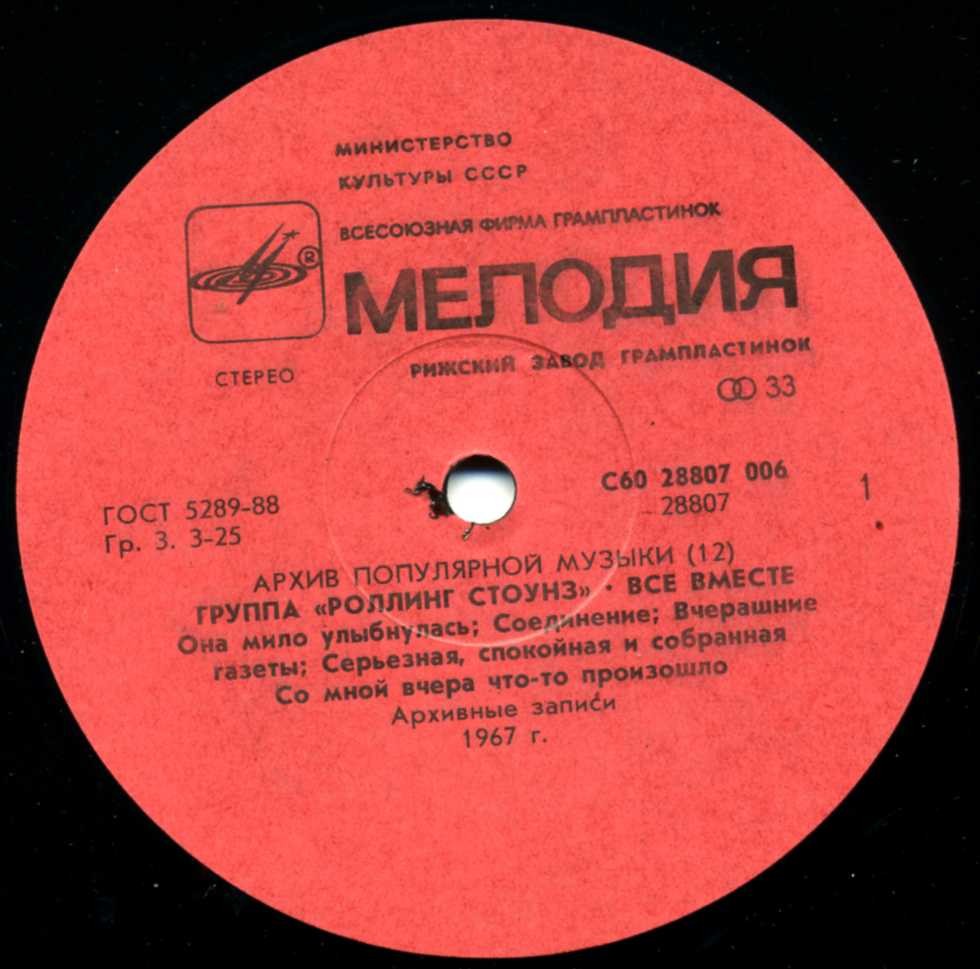 МИНИСТЕРСТВО
КУЛЬТУРЫ СССР
ВСЕСОЮЗНАЯ ФИРМА ГРАМПЛАСТИНОК
®
МЕЛОДИЯ
РИЖСКИЙ ЗАВОД ГРАМПЛАСТИНОК
СТЕРЕО
33
С60 28807 006
28807
1
ГОСТ 5289-88
Гр. 3. 3-25
АРХИВ ПОПУЛЯРНОЙ МУЗЫКИ (12)
ГРУППА «РОЛЛИНГ СТОУНЗ» · ВСЕ ВМЕСТЕ
Она мило улыбнулась; Соединение; Вчерашние
газеты; Серьезная, спокойная и собранная
Со мной вчера что-то произошло
Архивные записи
1967 г.